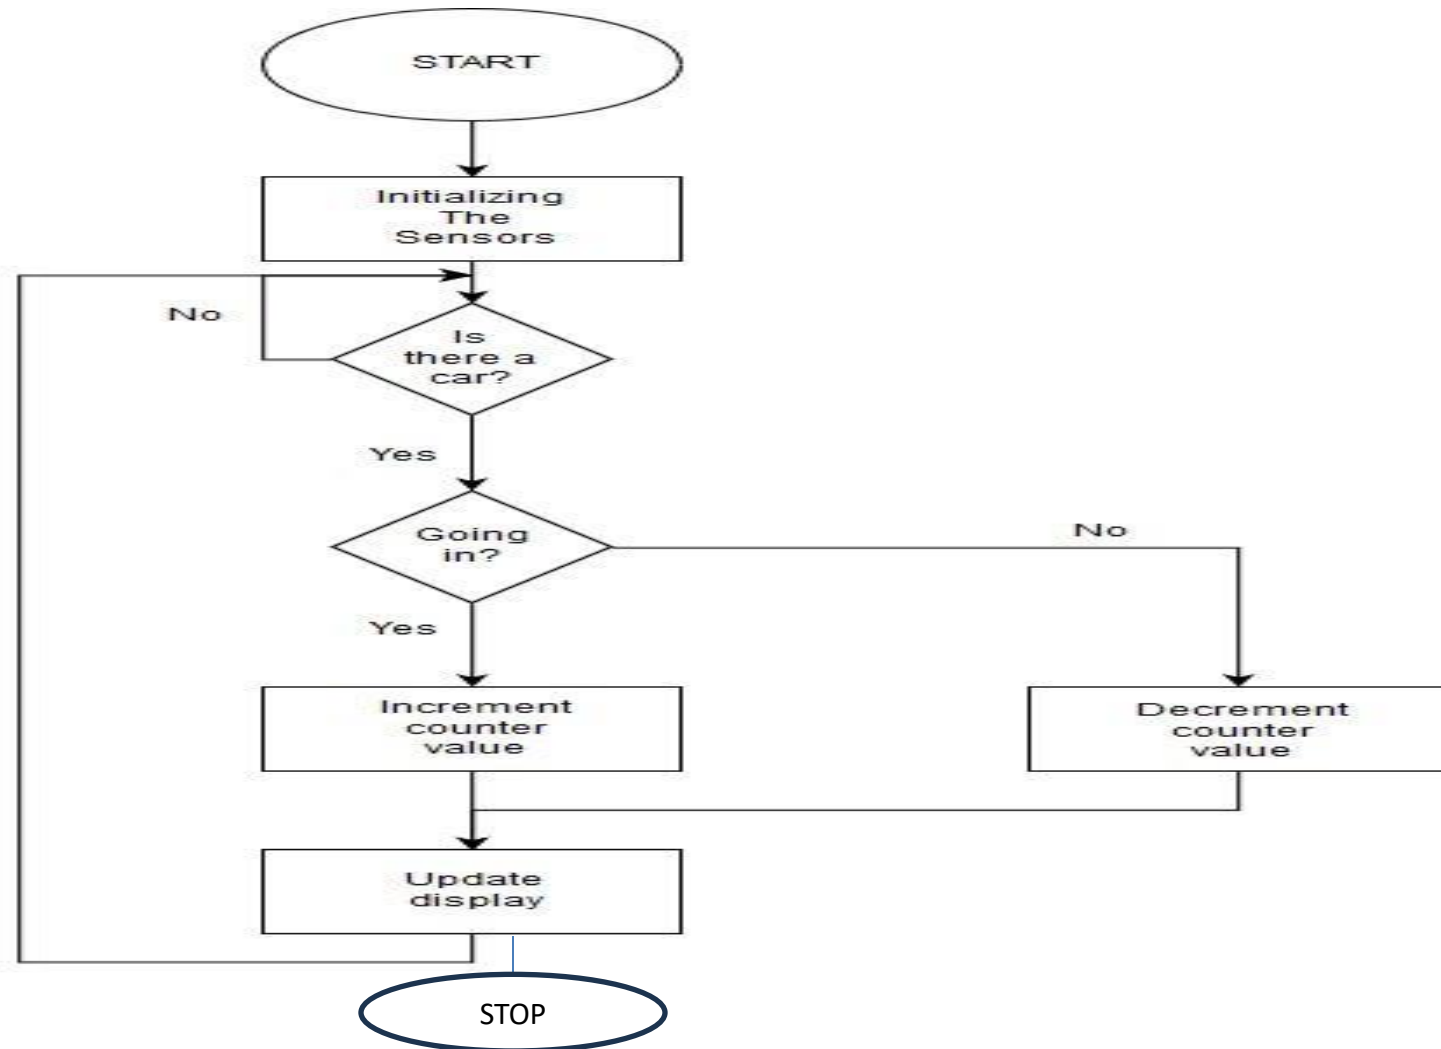 START
Initializing
The
Sensors
No
Is
there a
car?
Yes
Going
in?
No
Yes
Increment
counter
value
Decrement
counter
value
Update
display
STOP